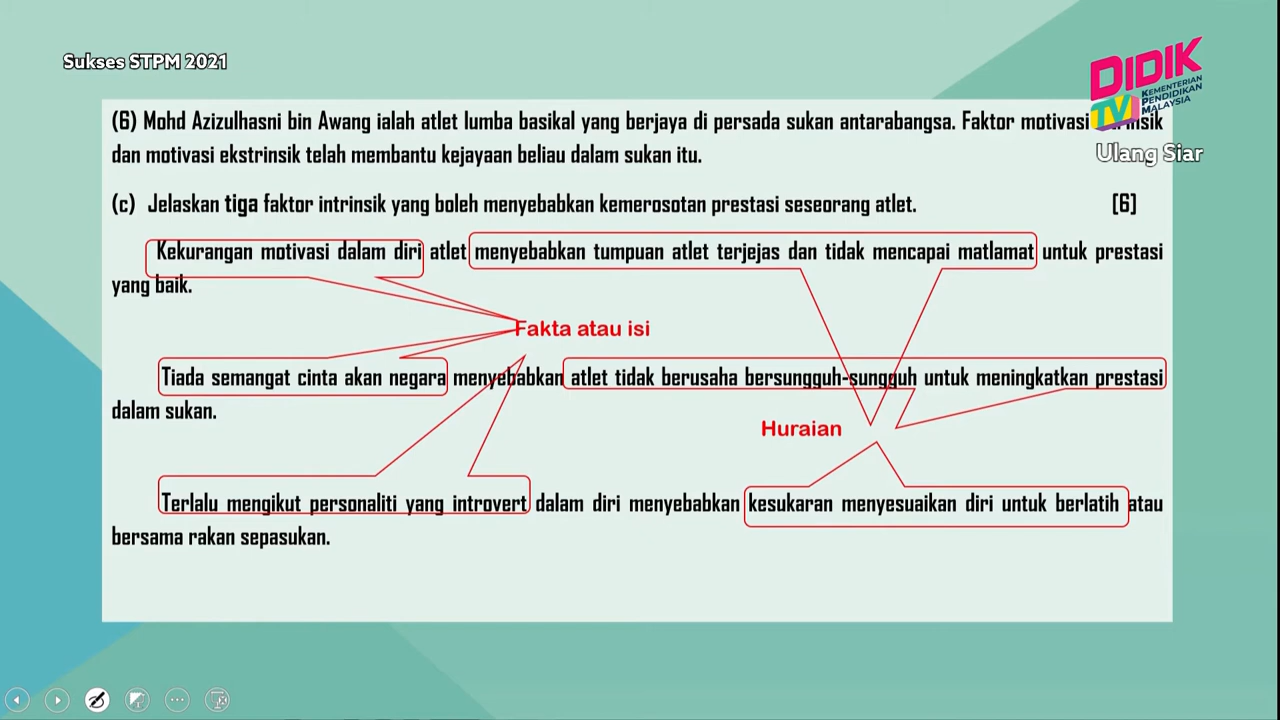 Sukses STPM 2021
DIDIK
TV
KEMENTERIAN
PENDIDIKAN
MALAYSIA
Ulang Siar
(6) Mohd Azizulhasni bin Awang ialah atlet lumba basikal yang berjaya di persada sukan antarabangsa. Faktor motivasi
dan motivasi ekstrinsik telah membantu kejayaan beliau dalam sukan itu.
(c) Jelaskan tiga faktor intrinsik yang boleh menyebabkan kemerosotan prestasi seseorang atlet. [6]
Kekurangan motivasi dalam diri atlet menyebabkan tumpuan atlet terjejas dan tidak mencapai matlamat untuk prestasi
yang baik.
Fakta atau isi
Tiada semangat cinta akan negara menyebabkan atlet tidak berusaha bersungguh-sungguh untuk meningkatkan prestasi
dalam sukan.
Huraian
Terlalu mengikut personaliti yang introvert dalam diri menyebabkan kesukaran menyesuaikan diri untuk berlatih atau
bersama rakan sepasukan.